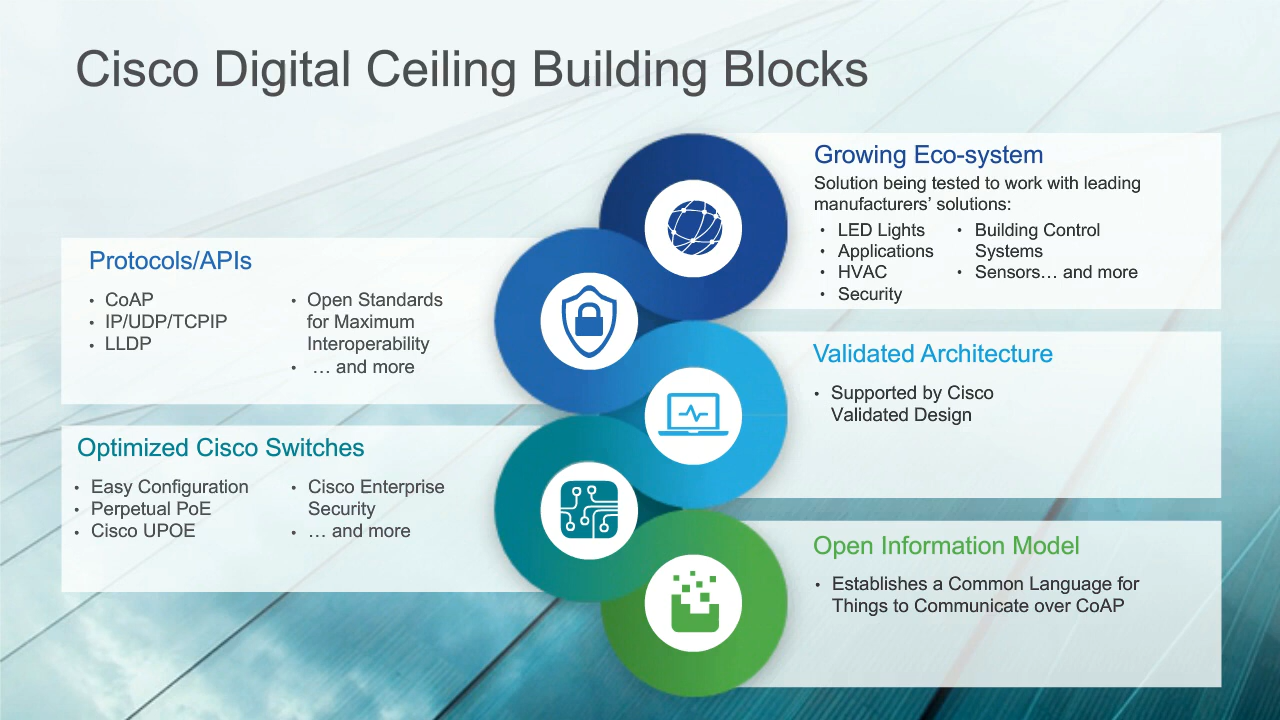 Cisco Digital Ceiling Building Blocks
Growing Eco-system
Solution being tested to work with leading
manufacturers’ solutions:
• LED Lights
• Applications
• HVAC
• Security
• Building Control
Systems
• Sensors… and more
Protocols/APIs
• CoAP
• IP/UDP/TCPIP
• LLDP
• Open Standards
for Maximum
Interoperability
• … and more
Validated Architecture
• Supported by Cisco
Validated Design
Optimized Cisco Switches
• Easy Configuration
• Perpetual PoE
• Cisco UPOE
• Cisco Enterprise
Security
• … and more
Open Information Model
• Establishes a Common Language for
Things to Communicate over CoAP